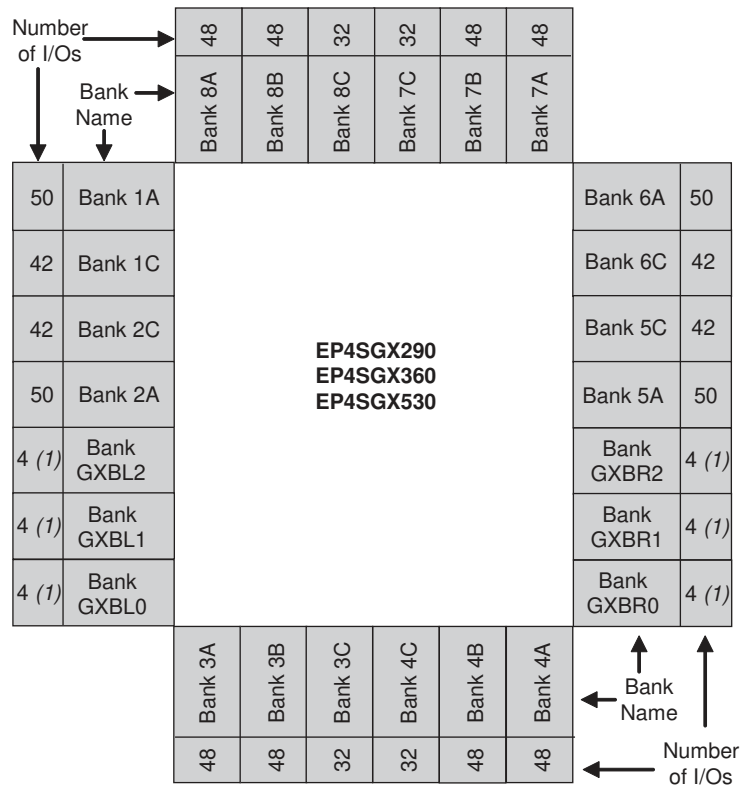 Number
of I/Os
48 48 32 32 48 48
Bank
Name
Bank 8A Bank 8B Bank 8C Bank 7C Bank 7B Bank 7A
50 Bank 1A
42 Bank 1C
42 Bank 2C
50 Bank 2A
4 (1) Bank
GXBL2
4 (1) Bank
GXBL1
4 (1) Bank
GXBL0
EP4SGX290
EP4SGX360
EP4SGX530
Bank 6A 50
Bank 6C 42
Bank 5C 42
Bank 5A 50
Bank
GXBR2 4 (1)
Bank
GXBR1 4 (1)
Bank
GXBR0 4 (1)
Bank 3A Bank 3B Bank 3C Bank 4C Bank 4B Bank 4A
Bank
Name
48 48 32 32 48 48
Number
of I/Os